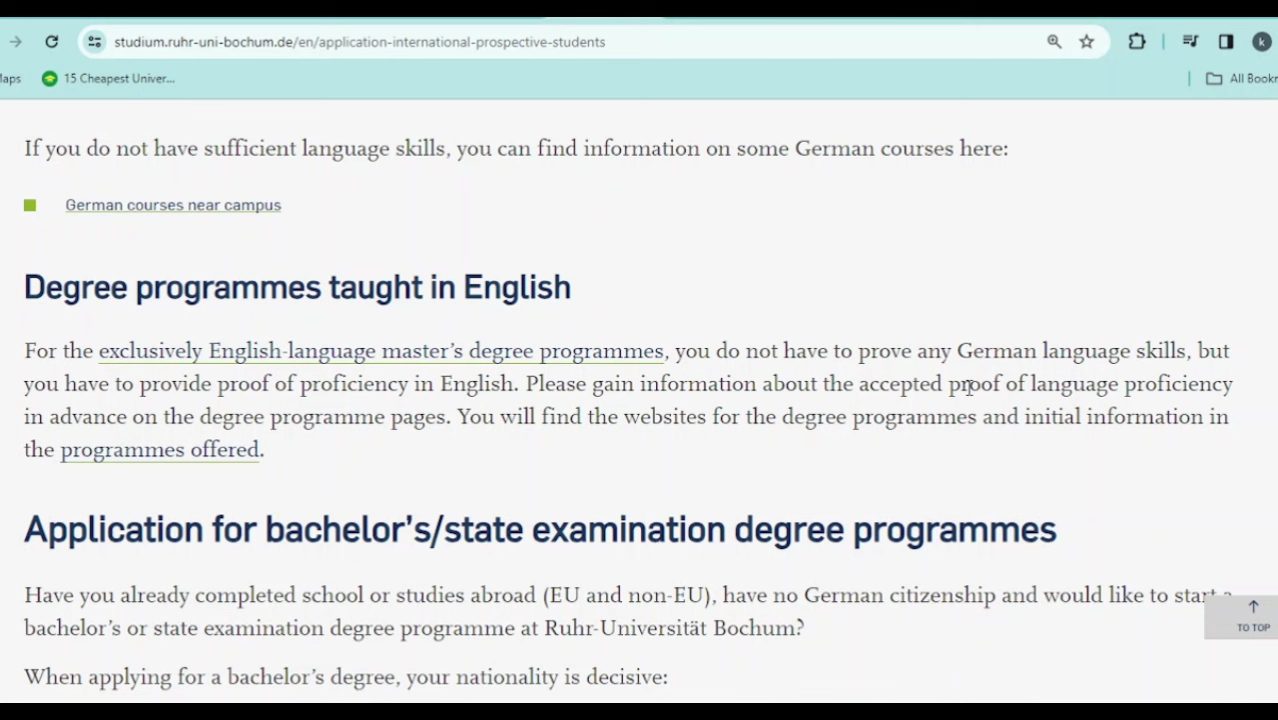 studium.ruhr-uni-bochum.de/en/application-international-prospective-students
k
laps 15 Cheapest Univer... All Bookr
If you do not have sufficient language skills, you can find information on some German courses here:
German courses near campus
Degree programmes taught in English
For the exclusively English-language master's degree programmes, you do not have to prove any German language skills, but
you have to provide proof of proficiency in English. Please gain information about the accepted proof of language proficiency
in advance on the degree programme pages. You will find the websites for the degree programmes and initial information in
the programmes offered.
Application for bachelor's/state examination degree programmes
Have you already completed school or studies abroad (EU and non-EU), have no German citizenship and would like to start a
TO TOP
bachelor's or state examination degree programme at Ruhr-Universität Bochum?
When applying for a bachelor's degree, your nationality is decisive: